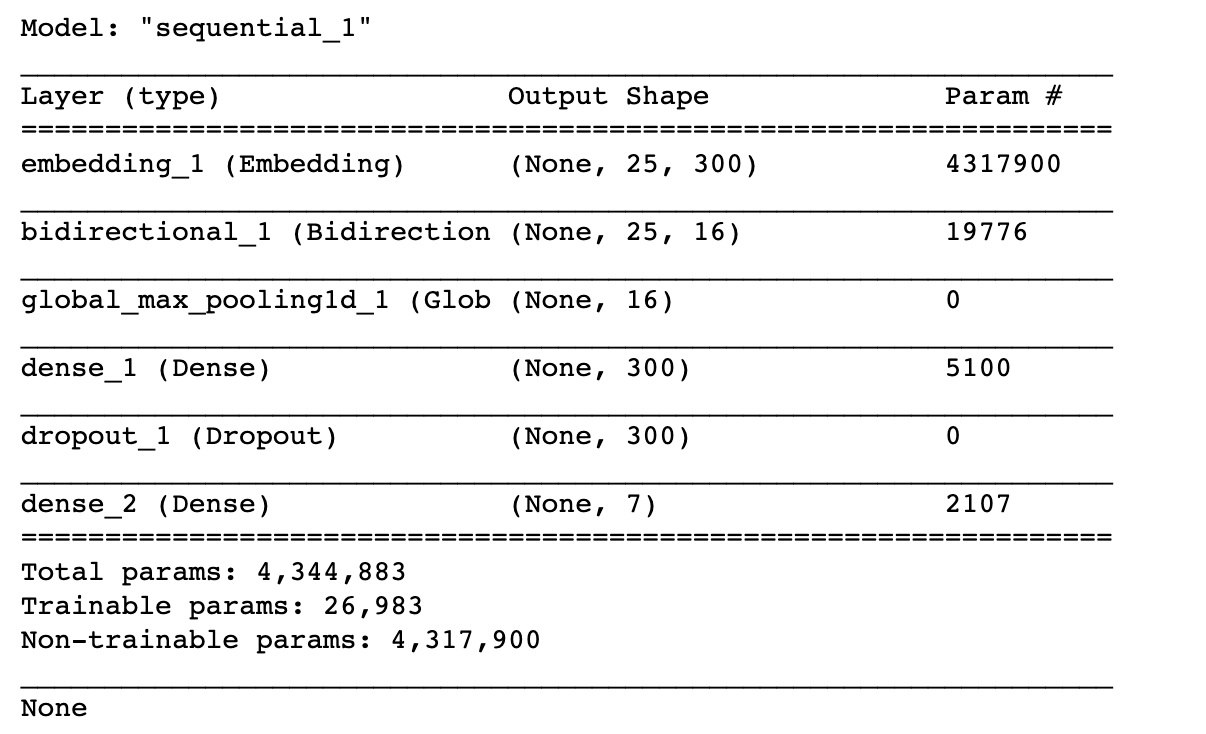 Model: "sequential_1"
Layer (type) Output Shape Param #
=================================================================
embedding_1 (Embedding) (None, 25, 300) 4317900
bidirectional_1 (Bidirection (None, 25, 16) 19776
global_max_pooling1d_1 (Glob (None, 16) 0
dense_1 (Dense) (None, 300) 5100
dropout_1 (Dropout) (None, 300) 0
dense_2 (Dense) (None, 7) 2107
=================================================================
Total params: 4,344,883
Trainable params: 26,983
Non-trainable params: 4,317,900
None